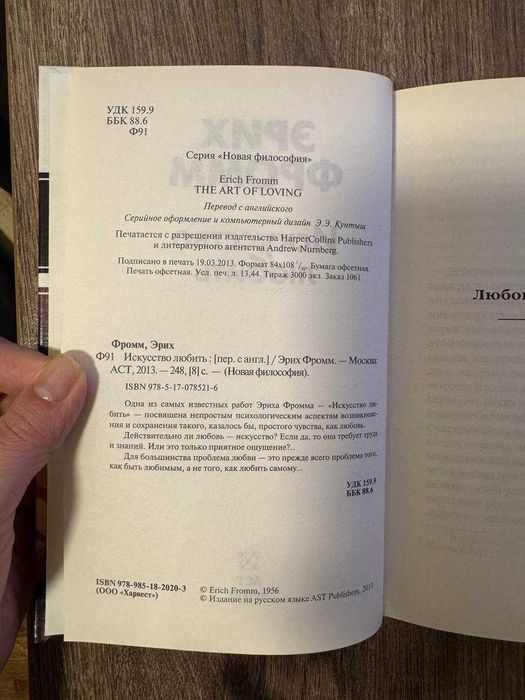 УДК 159.9
ББК 88.6
Ф91
Серия «Новая философия»
Erich Fromm
THE ART OF LOVING
Перевод с английского
Серийное оформление и компьютерный дизайн Э.Э. Кунтыш
Печатается с разрешения издательства HarperCollins Publishers
и литературного агентства Andrew Nurnberg.
Подписано в печать 19.03.2013. Формат 84x108 1/32. Бумага офсетная.
Печать офсетная. Усл. печ. л. 13,44. Тираж 3000 экз. Заказ 1061.
Фромм, Эрих
Ф91 Искусство любить : [пер. с англ.] / Эрих Фромм. — Москва:
АСТ, 2013. — 248, [8] с. — (Новая философия).
ISBN 978-5-17-078521-6
Одна из самых известных работ Эриха Фромма — «Искусство лю-
бить» — посвящена непростым психологическим аспектам возникнове-
ния и сохранения такого, казалось бы, простого чувства, как любовь.
Действительно ли любовь — искусство? Если да, то она требует труда
и знаний. Или это только приятное ощущение?..
Для большинства проблема любви — это прежде всего проблема того,
как быть любимым, а не того, как любить самому...
УДК 159.9
ББК 88.6
ISBN 978-985-18-2020-3
(ООО «Харвест»)
© Erich Fromm, 1956
© Издание на русском языке AST Publishers, 2013
Любо